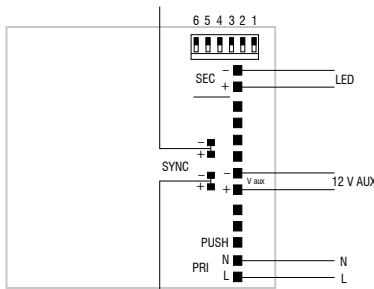 6 5 4 3 2 1
SEC - LED
+
- 
+
SYNC
-
+
- V aux 12 V AUX
+
PUSH
PRI N N
L L